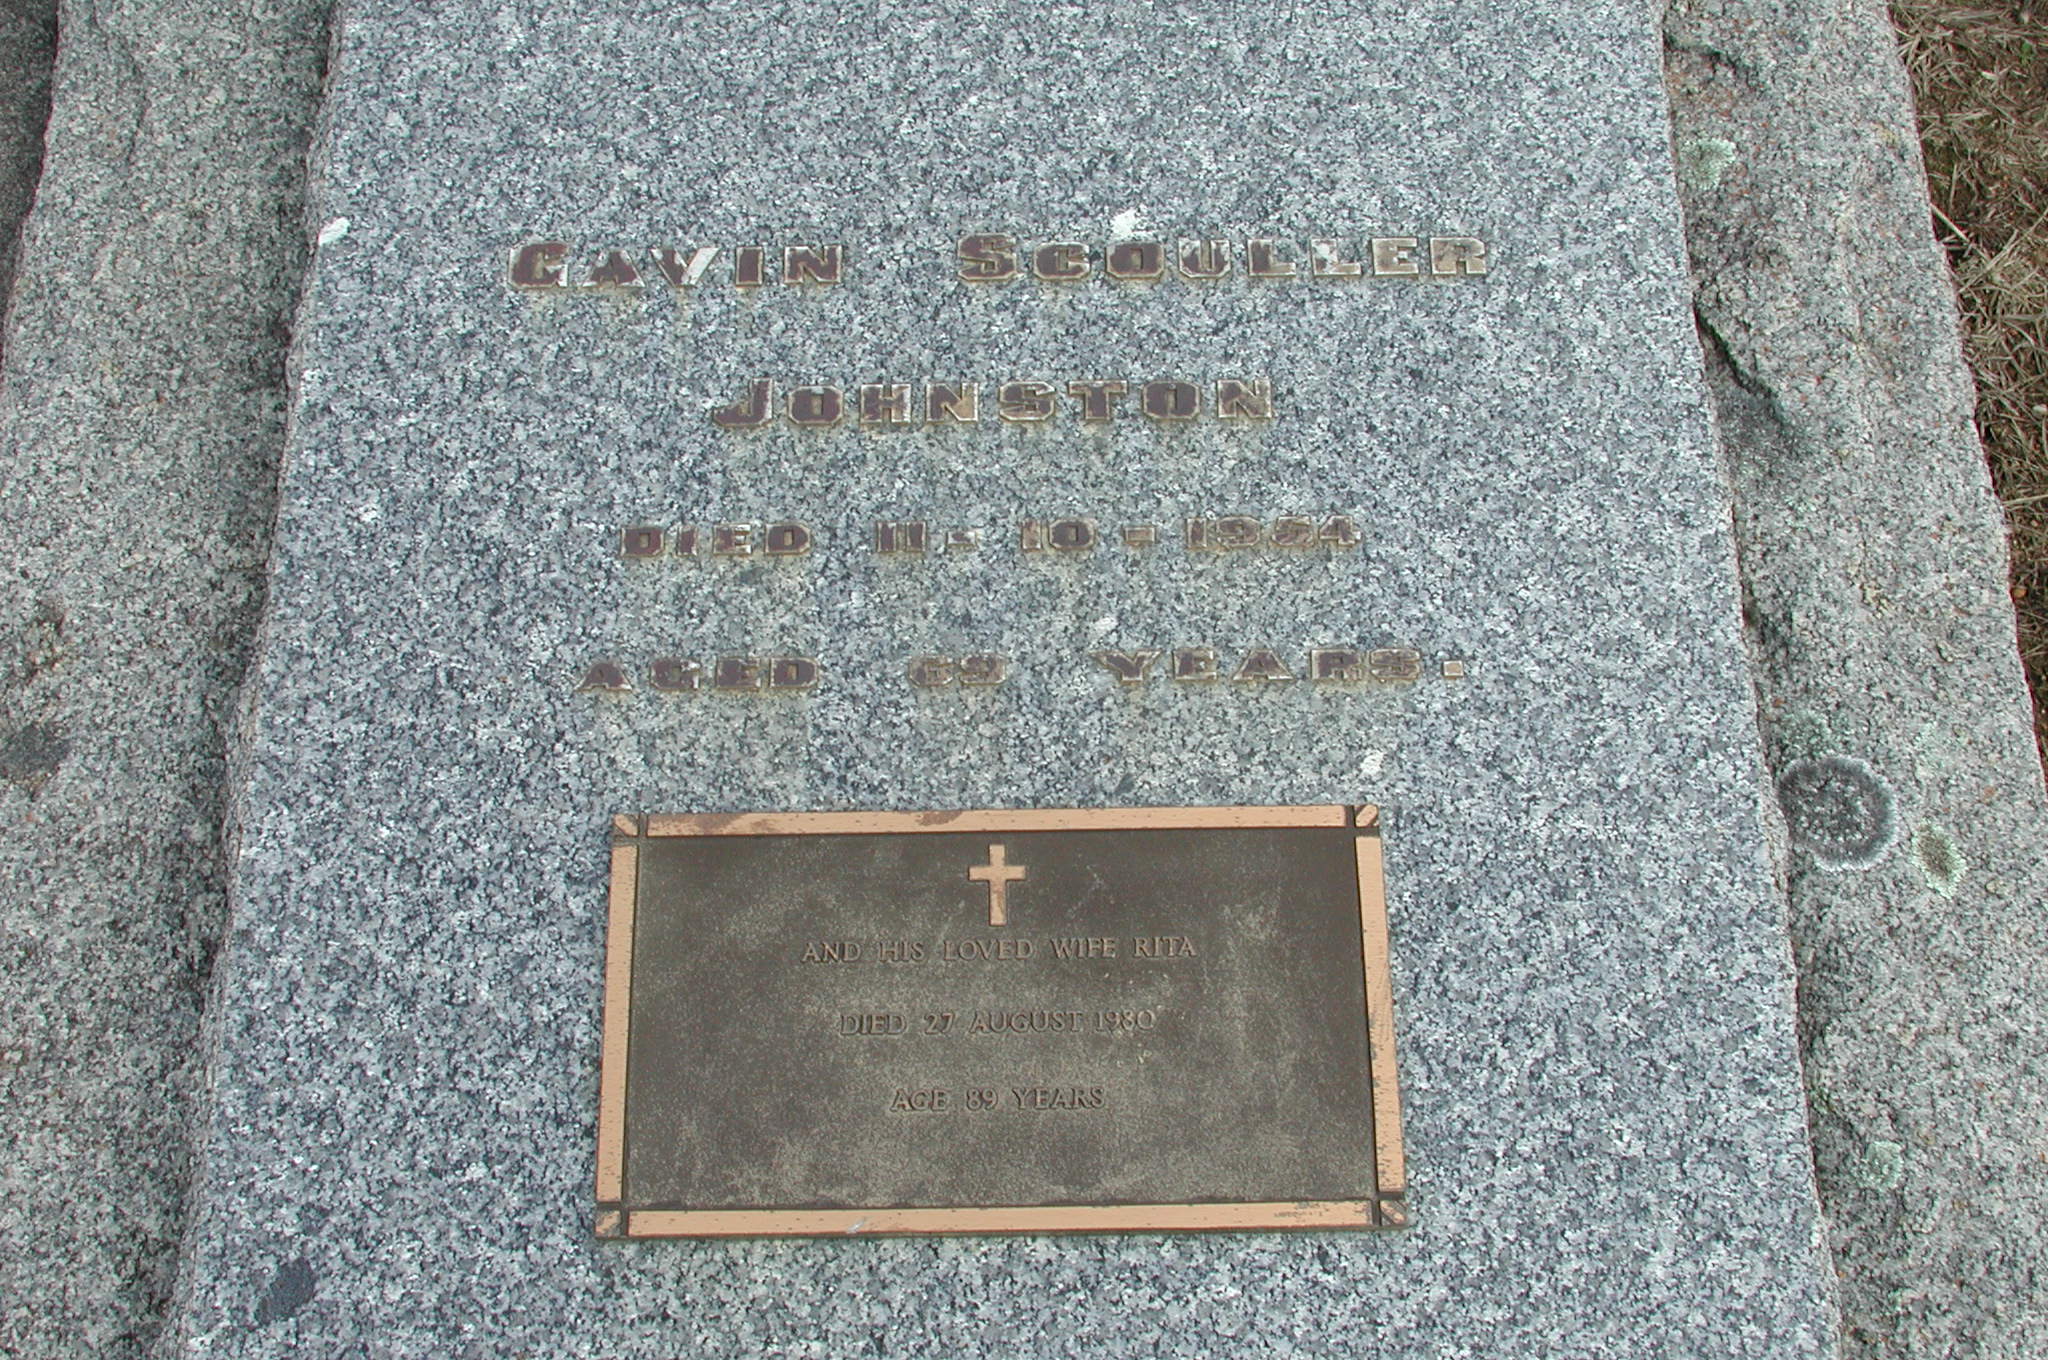 GAVIN SCOULLER
JOHNSTON
DIED 11-10-1954
AGED 69 YEARS.
AND HIS LOVED WIFE RITA
DIED 27 AUGUST 1980
AGE 89 YEARS